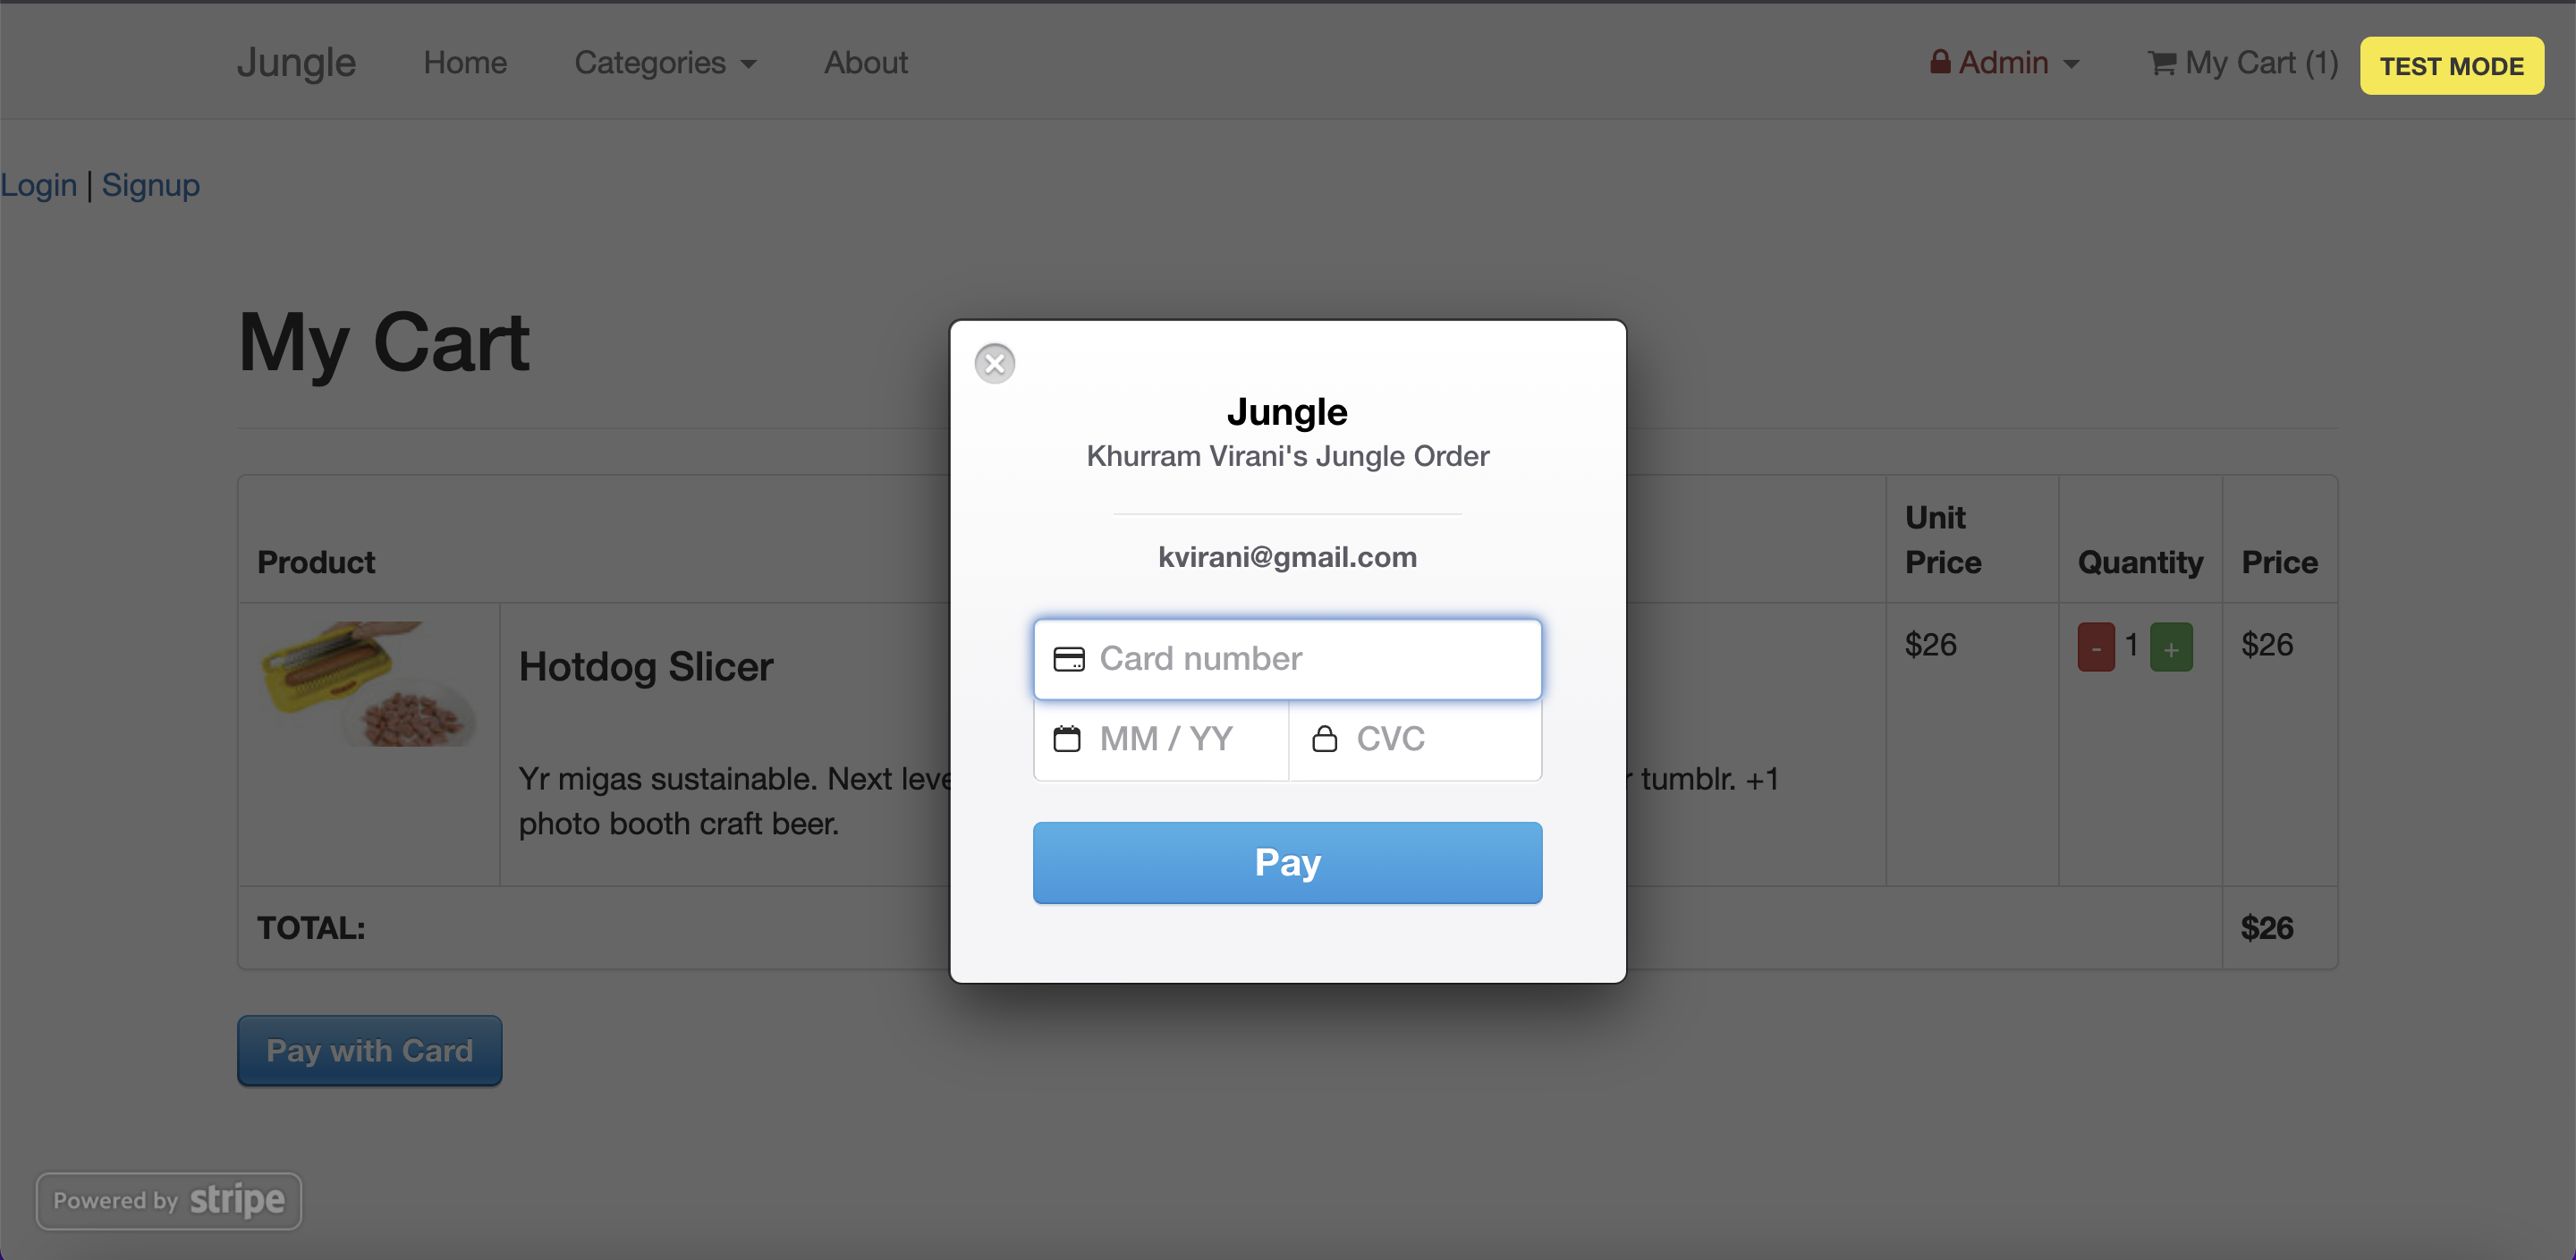 Jungle Home Categories About Admin My Cart (1) TEST MODE
Login | Signup
My Cart
Jungle
Khurram Virani's Jungle Order
kvirani@gmail.com
Card number
MM / YY CVC
Pay
Product Unit Price Quantity Price
Hotdog Slicer $26 - 1 + $26
Yr migas sustainable. Next leve tumblr. +1
photo booth craft beer.
TOTAL: $26
Pay with Card
Powered by stripe